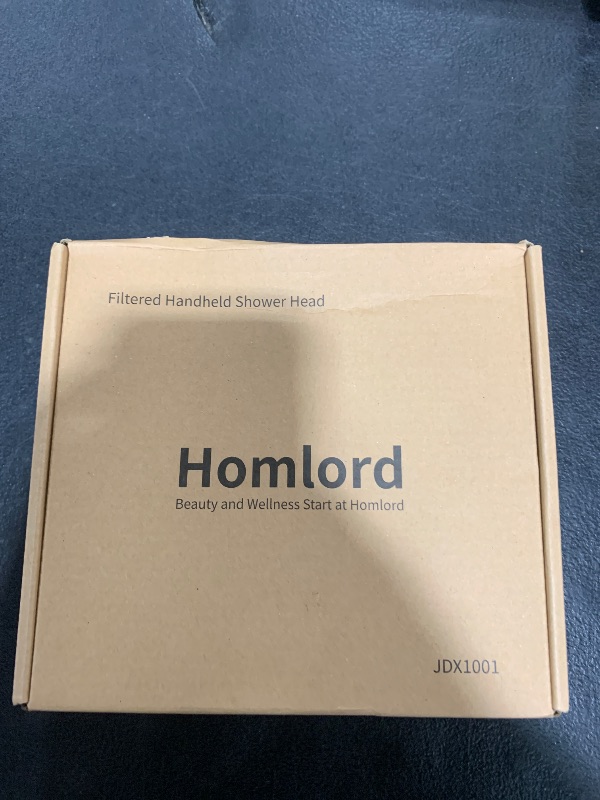 Filtered Handheld Shower Head
Homlord
Beauty and Wellness Start at Homlord
JDX1001